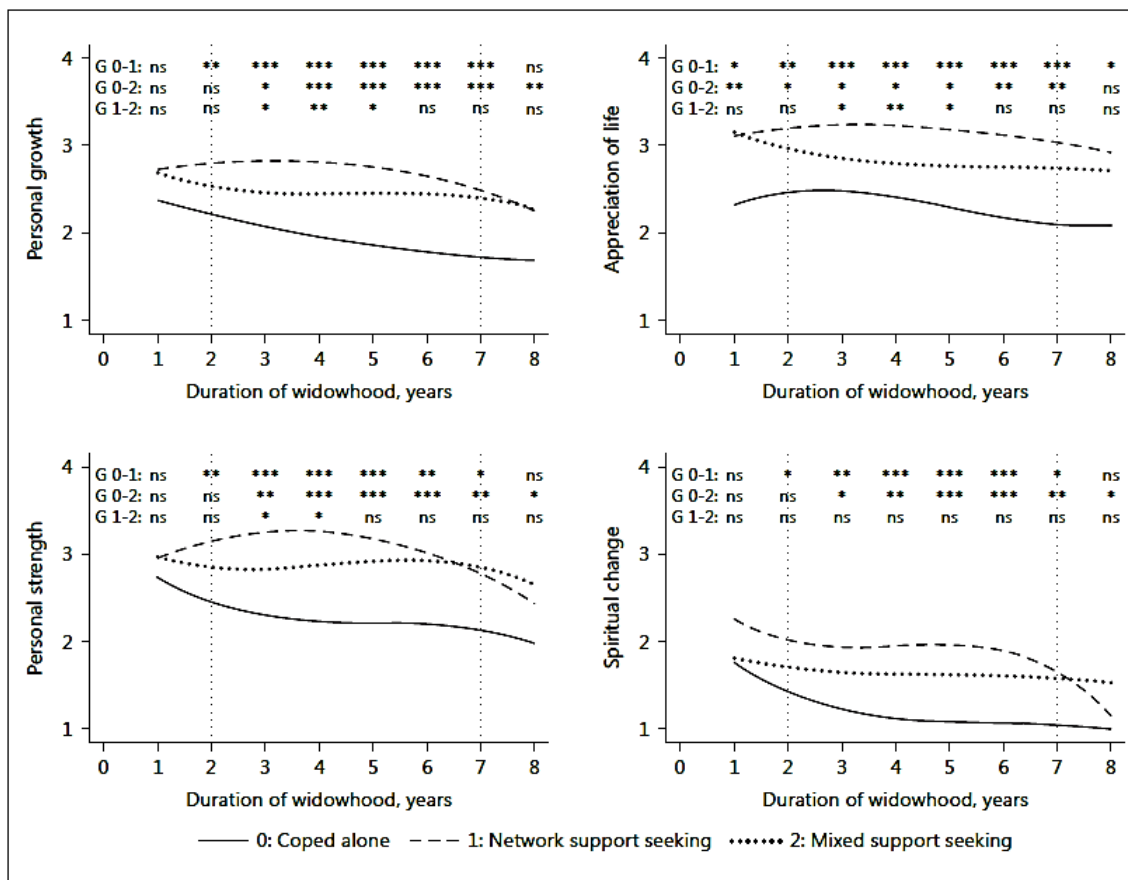 Personal growth
4
3
2
1
G 0-1: ns ** *** *** *** *** *** ns
G 0-2: ns ns * *** *** *** *** **
G 1-2: ns ns * ** * ns ns ns
0 1 2 3 4 5 6 7 8
Duration of widowhood, years
Appreciation of life
4
3
2
1
G 0-1: * ** *** *** *** *** *** *
G 0-2: ** * * * * ** ** ns
G 1-2: ns ns * ** * ns ns ns
0 1 2 3 4 5 6 7 8
Duration of widowhood, years
Personal strength
4
3
2
1
G 0-1: ns ** *** *** *** ** * ns
G 0-2: ns ns ** *** *** *** ** *
G 1-2: ns ns * * ns ns ns ns
0 1 2 3 4 5 6 7 8
Duration of widowhood, years
Spiritual change
4
3
2
1
G 0-1: ns * ** *** *** *** * ns
G 0-2: ns ns * ** *** *** ** *
G 1-2: ns ns ns ns ns ns ns ns
0 1 2 3 4 5 6 7 8
Duration of widowhood, years
0: Coped alone 1: Network support seeking 2: Mixed support seeking